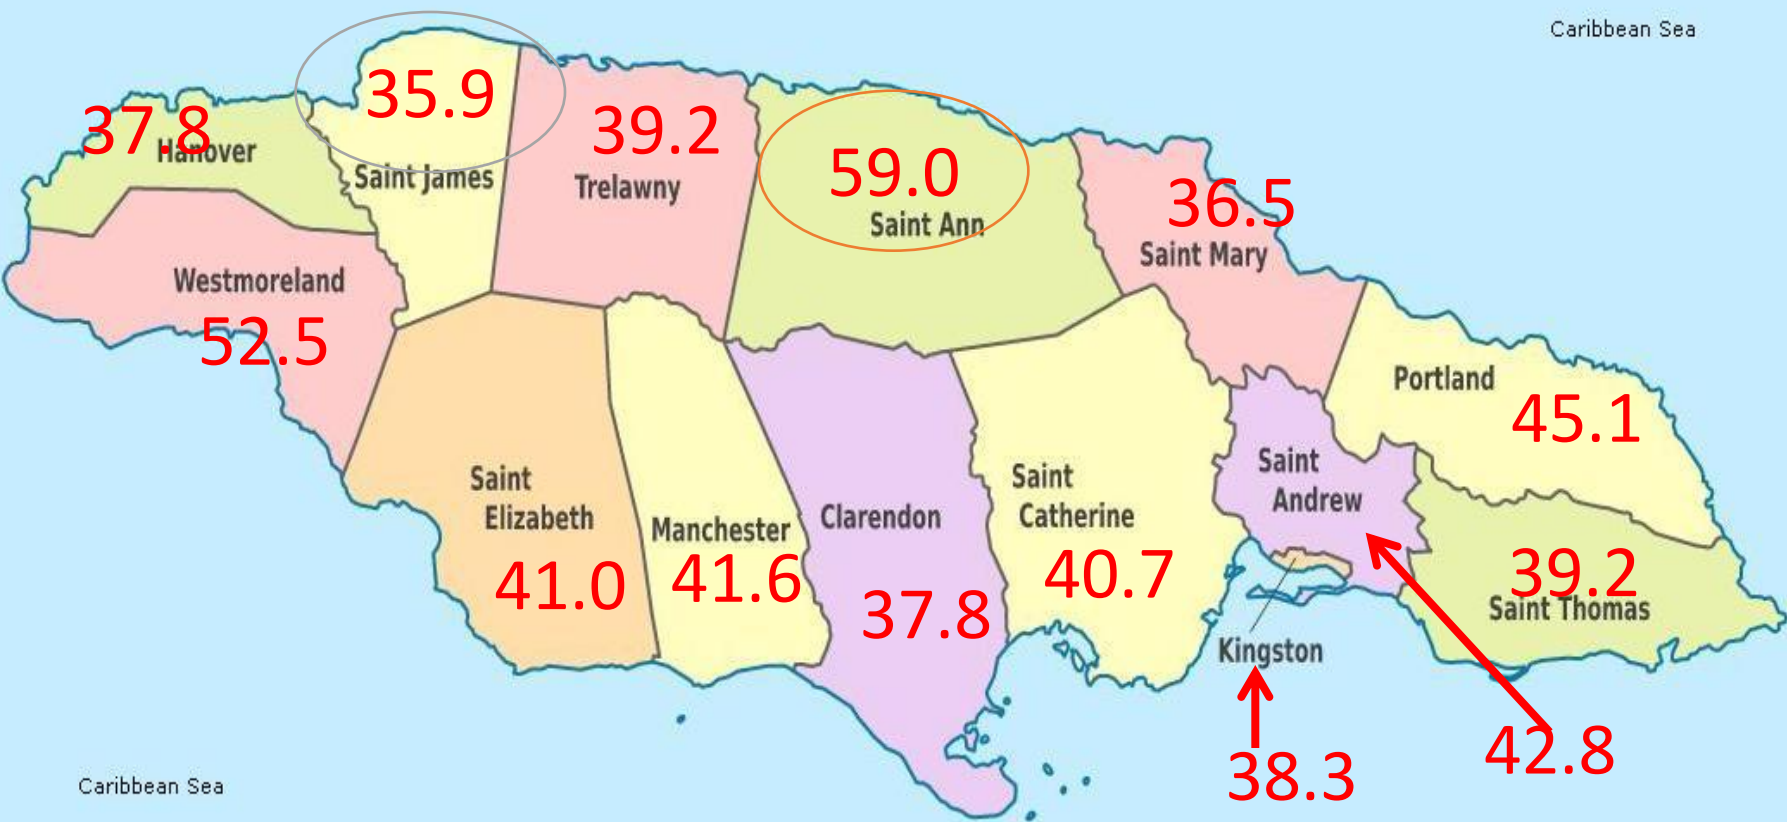 Caribbean Sea
35.9
37.8
Hanover
Saint James
39.2
Trelawny
59.0
Saint Ann
36.5
Saint Mary
Westmoreland
52.5
Portland
45.1
Saint
Elizabeth
41.0
Manchester
41.6
Clarendon
37.8
Saint
Catherine
40.7
Saint
Andrew
39.2
Saint Thomas
Kingston
38.3
42.8
Caribbean Sea